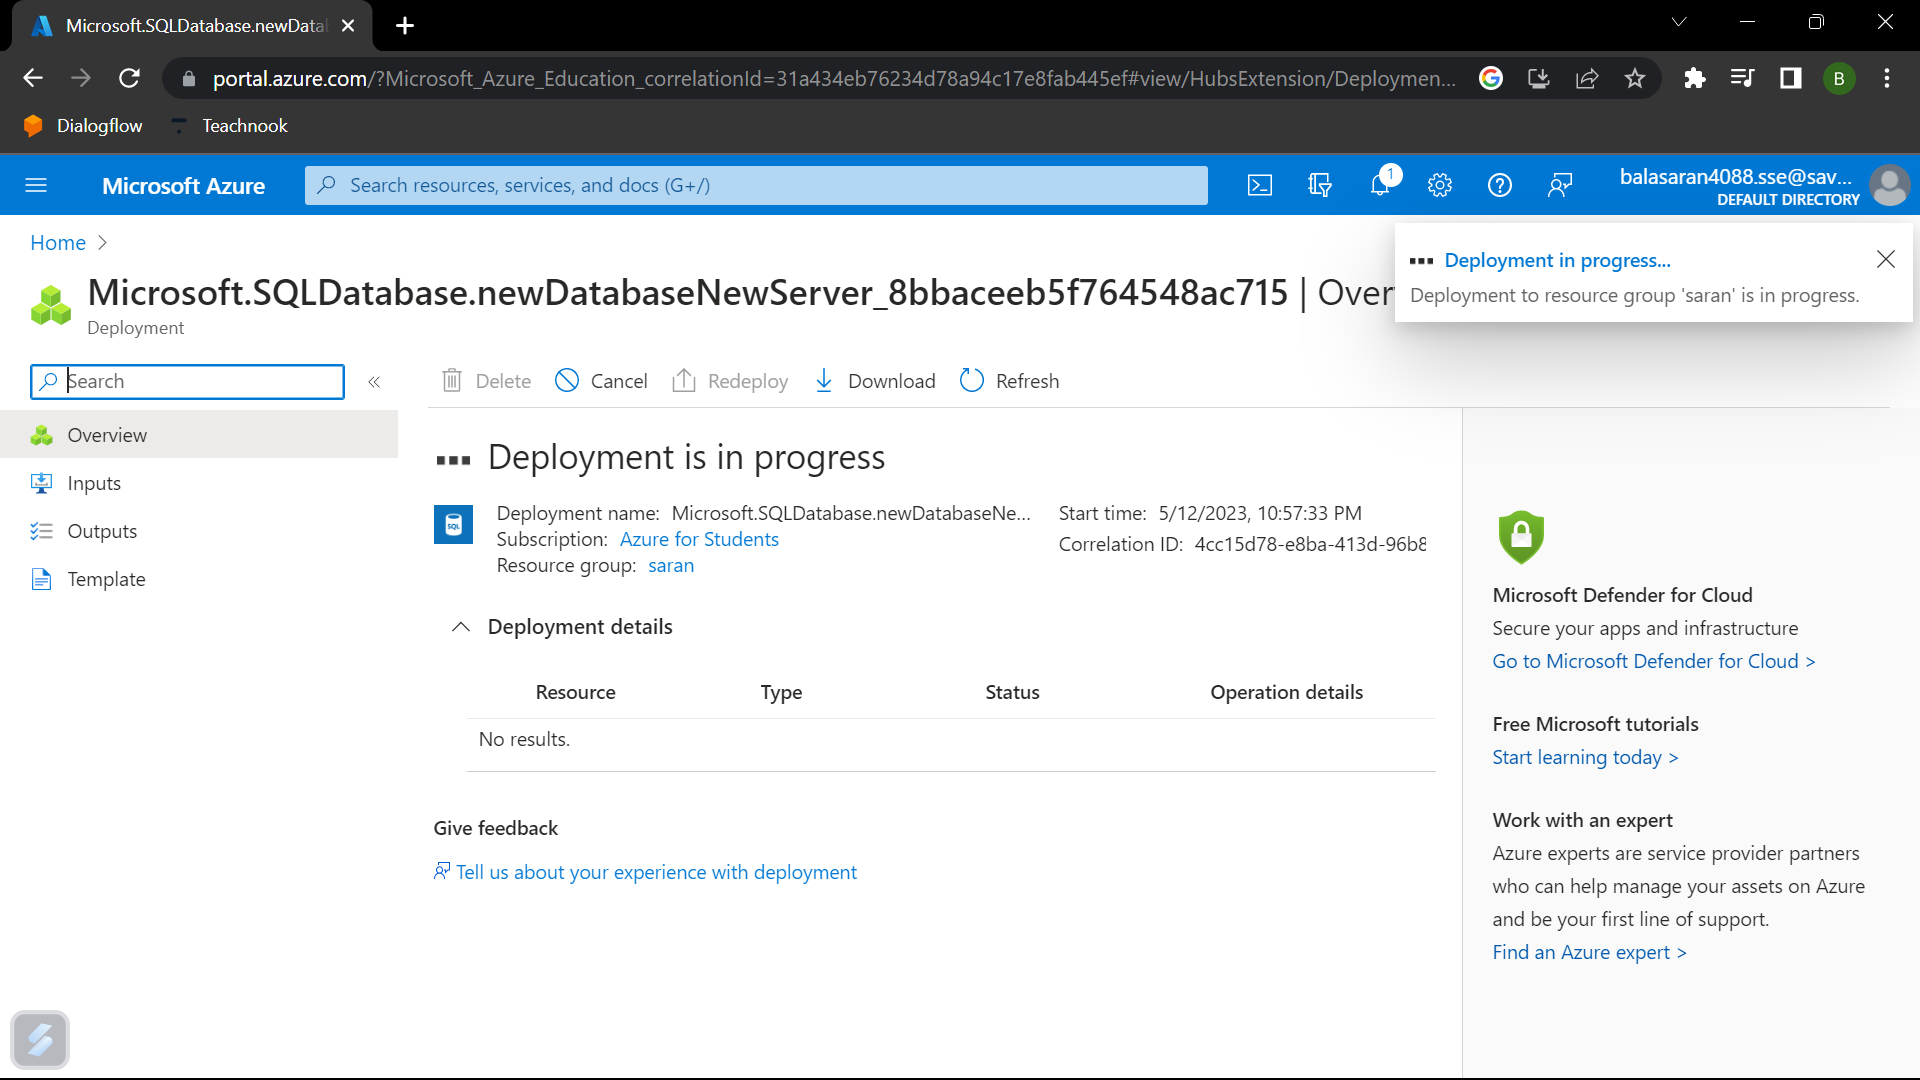 Microsoft.SQLDatabase.newData
portal.azure.com/?Microsoft_Azure_Education_correlationId=31a434eb76234d78a94c17e8fab445ef#view/HubsExtension/Deploymen...
B
Dialogflow
Teachnook
Microsoft Azure
Search resources, services, and docs (G+/)
1
balasaran4088.sse@sav...
DEFAULT DIRECTORY
Home
Deployment in progress...
Deployment to resource group 'saran' is in progress.
Microsoft.SQLDatabase.newDatabaseNewServer_8bbaceeb5f764548ac715 | Over
Deployment
Search
Delete
Cancel
Redeploy
Download
Refresh
Overview
Inputs
Outputs
Template
Deployment is in progress
SQL
Deployment name: Microsoft.SQLDatabase.newDatabaseNe...
Subscription: Azure for Students
Resource group: saran
Start time: 5/12/2023, 10:57:33 PM
Correlation ID: 4cc15d78-e8ba-413d-96b8
Deployment details
Resource Type Status Operation details
No results.
Give feedback
Tell us about your experience with deployment
Microsoft Defender for Cloud
Secure your apps and infrastructure
Go to Microsoft Defender for Cloud >
Free Microsoft tutorials
Start learning today >
Work with an expert
Azure experts are service provider partners
who can help manage your assets on Azure
and be your first line of support.
Find an Azure expert >